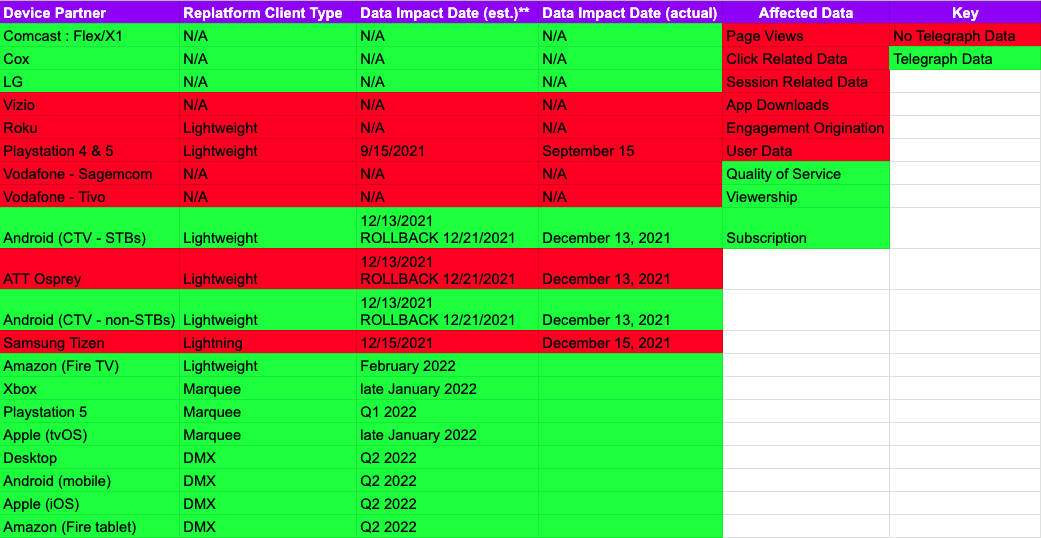 Device Partner Replatform Client Type Data Impact Date (est.)** Data Impact Date (actual) Affected Data Key
Comcast : Flex/X1 N/A N/A N/A Page Views No Telegraph Data
Cox N/A N/A N/A Click Related Data Telegraph Data
LG N/A N/A N/A Session Related Data
Vizio N/A N/A N/A App Downloads
Roku Lightweight N/A N/A Engagement Origination
Playstation 4 & 5 Lightweight 9/15/2021 September 15 User Data
Vodafone - Sagemcom N/A N/A N/A Quality of Service
Vodafone - Tivo N/A N/A N/A Viewership
12/13/2021
Android (CTV - STBs) Lightweight ROLLBACK 12/21/2021 December 13, 2021 Subscription
12/13/2021
ATT Osprey Lightweight ROLLBACK 12/21/2021 December 13, 2021
12/13/2021
Android (CTV - non-STBs) Lightweight ROLLBACK 12/21/2021 December 13, 2021
Samsung Tizen Lightning 12/15/2021 December 15, 2021
Amazon (Fire TV) Lightweight February 2022
Xbox Marquee late January 2022
Playstation 5 Marquee Q1 2022
Apple (tvOS) Marquee late January 2022
Desktop DMX Q2 2022
Android (mobile) DMX Q2 2022
Apple (iOS) DMX Q2 2022
Amazon (Fire tablet) DMX Q2 2022